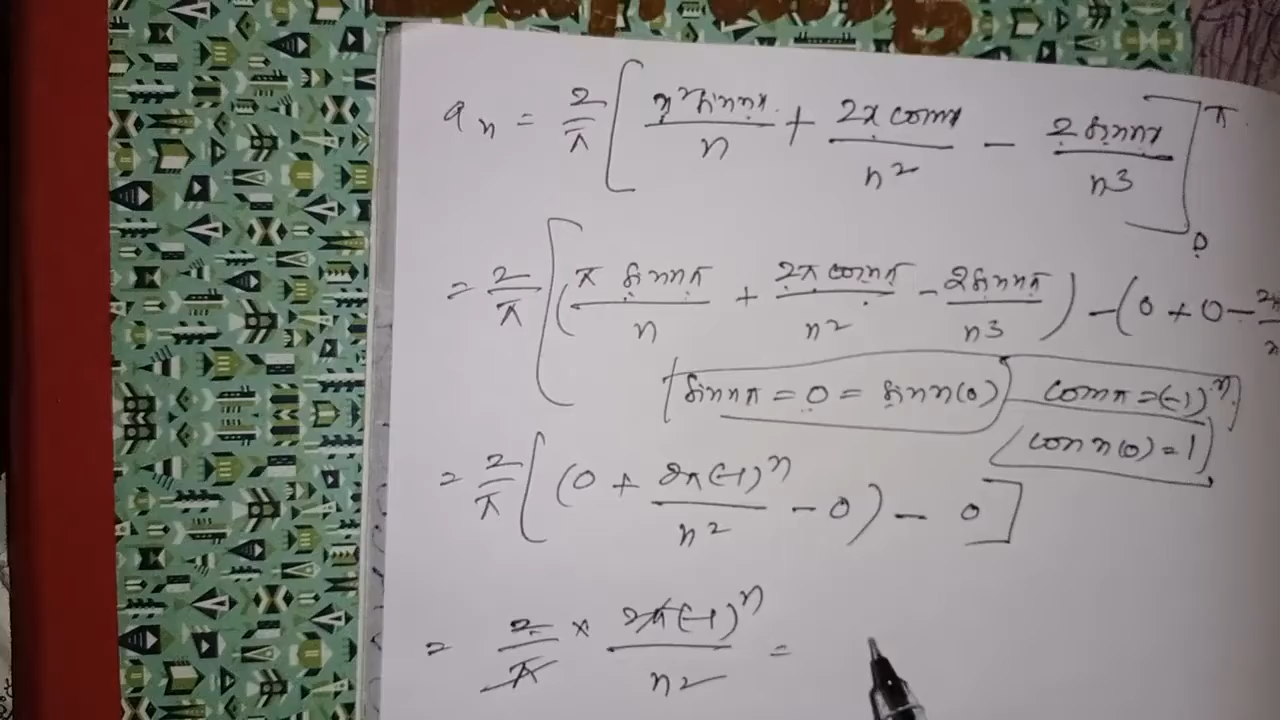 a_n = 2/π [ x² sin nx / n + 2x cos nx / n² − 2 sin nx / n³ ]₀^π
= 2/π [ ( π sin nπ / n + 2π cos nπ / n² − 2 sin nπ / n³ ) − ( 0 + 0 −
sin nπ = 0 = sin n(0) cos nπ = (−1)ⁿ
cos n(0) = 1
= 2/π [ ( 0 + 2π(−1)ⁿ / n² − 0 ) − 0 ]
= 2/π × 2π(−1)ⁿ / n² =